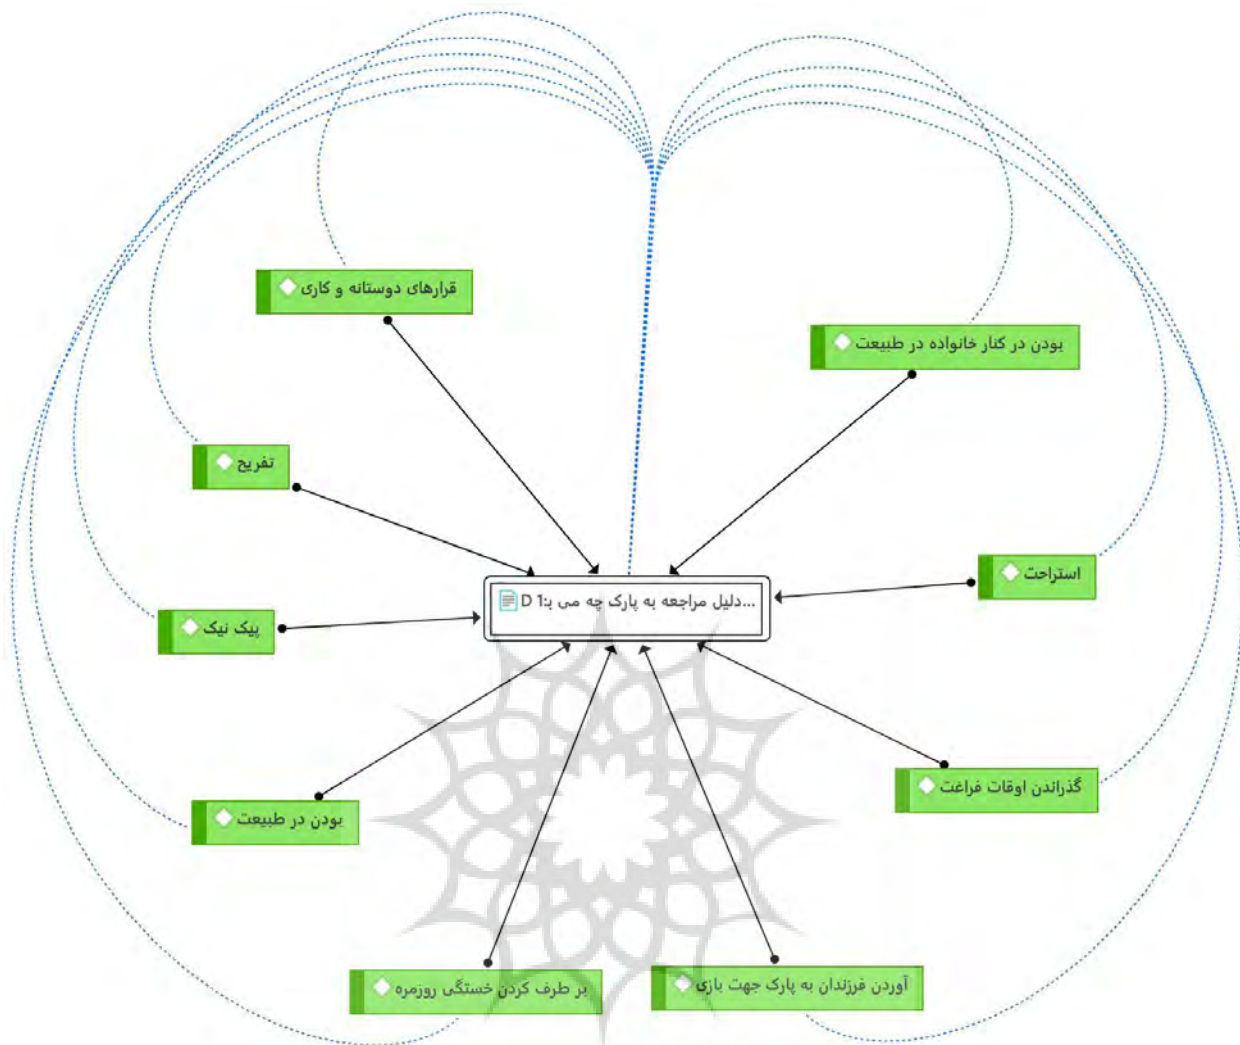 قرارهای دوستانه و کاری
بودن در کنار خانواده در طبیعت
تفریح
استراحت
D 1:دلیل مراجعه به پارک چه می ب...
پیک نیک
گذراندن اوقات فراغت
بودن در طبیعت
بر طرف کردن خستگی روزمره
آوردن فرزندان به پارک جهت بازی